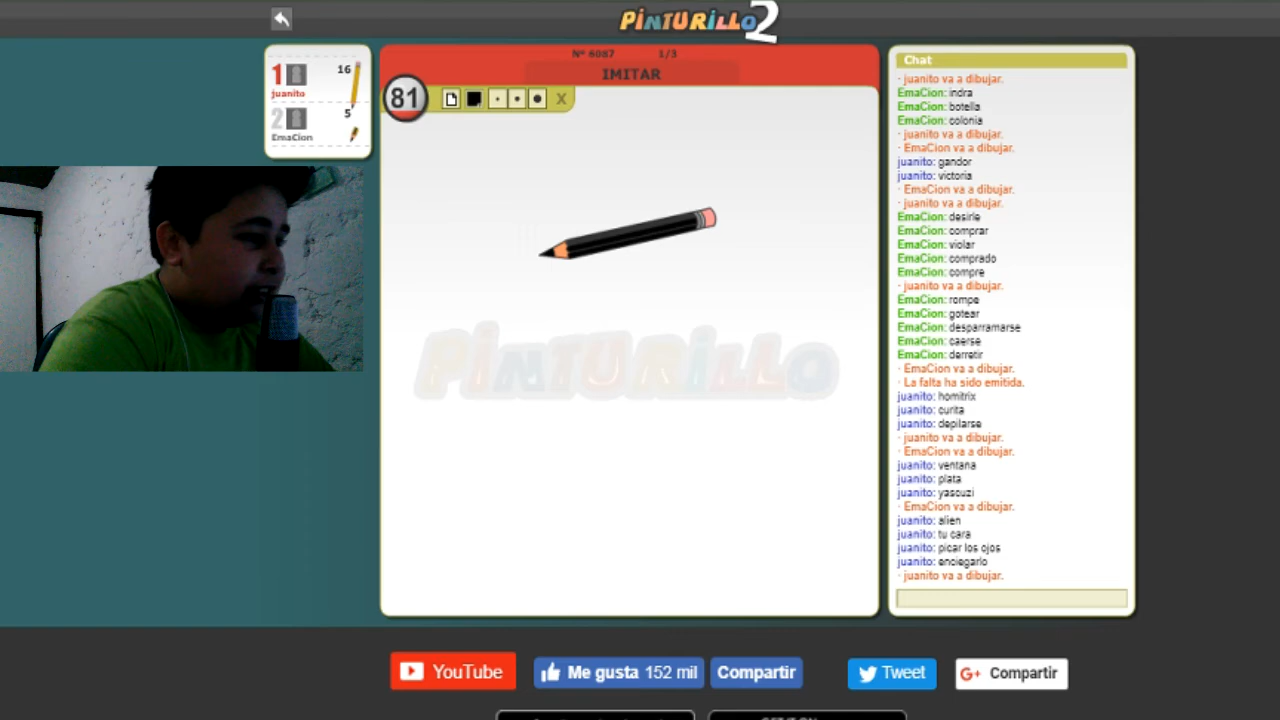 PINTURILLO 2
1 16
juanito
2 5
EmaCion
Nº 6087 1/3
IMITAR
81
X
PINTURILLO
Chat
· juanito va a dibujar.
EmaCion: indra
EmaCion: botella
EmaCion: colonia
· juanito va a dibujar.
· EmaCion va a dibujar.
juanito: gandor
juanito: victoria
· EmaCion va a dibujar.
· juanito va a dibujar.
EmaCion: desirle
EmaCion: comprar
EmaCion: violar
EmaCion: comprado
EmaCion: compre
· juanito va a dibujar.
EmaCion: rompe
EmaCion: gotear
EmaCion: desparramarse
EmaCion: caerse
EmaCion: derretir
· EmaCion va a dibujar.
· La falta ha sido emitida.
juanito: homitrix
juanito: curita
juanito: depilarse
· juanito va a dibujar.
· EmaCion va a dibujar.
juanito: ventana
juanito: plata
juanito: yascuzi
· EmaCion va a dibujar.
juanito: alien
juanito: tu cara
juanito: picar los ojos
juanito: enciegarlo
· juanito va a dibujar.
YouTube
Me gusta 152 mil
Compartir
Tweet
G+ Compartir